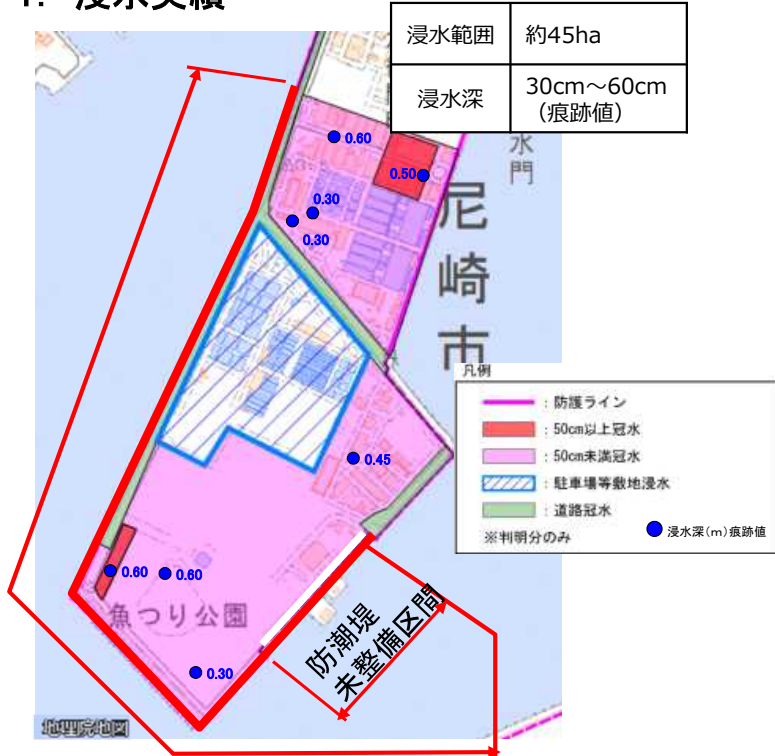 1. 浸水実績
浸水範囲 約45ha
浸水深 30cm～60cm
（痕跡値）
水門
尼崎市
0.60
0.50
0.30
0.30
0.45
0.60
0.60
0.30
魚つり公園
防潮堤
未整備区間
凡例
：防護ライン
：50cm以上冠水
：50cm未満冠水
：駐車場等敷地浸水
：道路冠水
※判明分のみ
浸水深(m)痕跡値
地理院地図